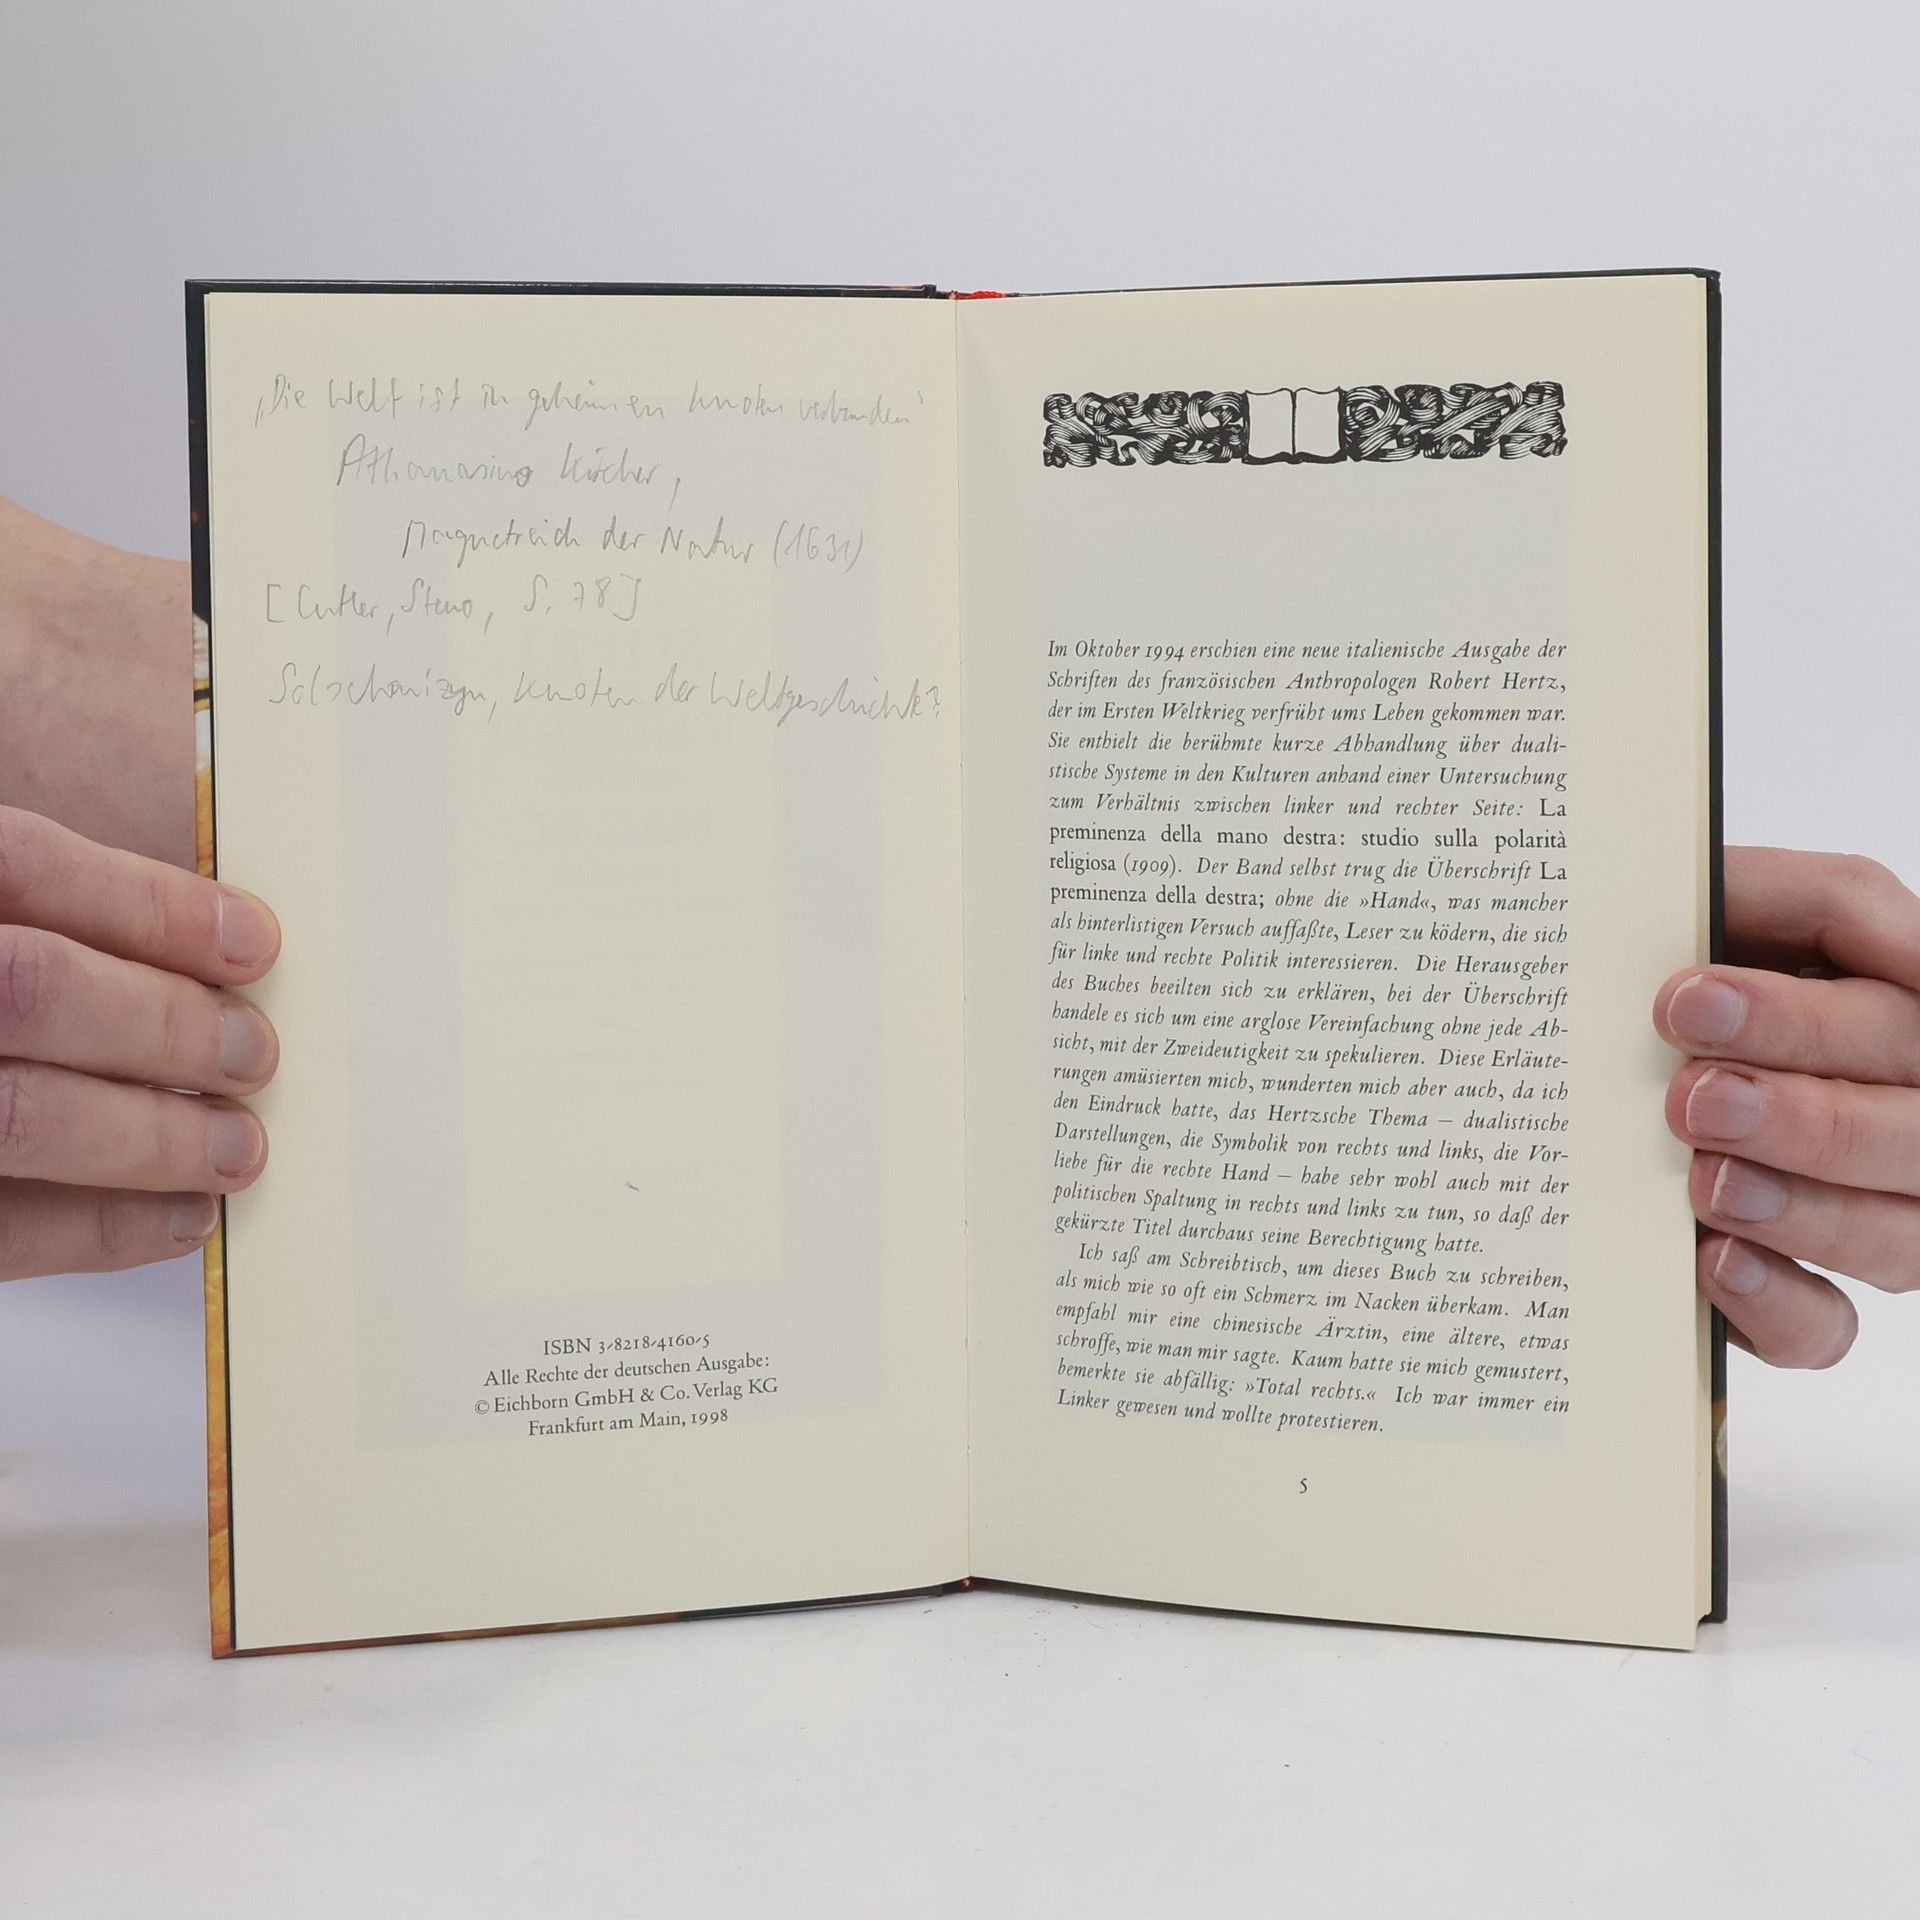 „Die Welt ist in geheimen Knoten verbunden“
Athanasius Kircher,
Magnetreich der Natur (1631)
[Cutler, Steno, S. 78]
Solschenizyn, Knoten der Weltgeschichte?
ISBN 3-8218-4160-5
Alle Rechte der deutschen Ausgabe:
© Eichborn GmbH & Co. Verlag KG
Frankfurt am Main, 1998
Im Oktober 1994 erschien eine neue italienische Ausgabe der
Schriften des französischen Anthropologen Robert Hertz,
der im Ersten Weltkrieg verfrüht ums Leben gekommen war.
Sie enthielt die berühmte kurze Abhandlung über duali-
stische Systeme in den Kulturen anhand einer Untersuchung
zum Verhältnis zwischen linker und rechter Seite: La
preminenza della mano destra: studio sulla polarità
religiosa (1909). Der Band selbst trug die Überschrift La
preminenza della destra; ohne die »Hand«, was mancher
als hinterlistigen Versuch auffaßte, Leser zu ködern, die sich
für linke und rechte Politik interessieren. Die Herausgeber
des Buches beeilten sich zu erklären, bei der Überschrift
handele es sich um eine arglose Vereinfachung ohne jede Ab-
sicht, mit der Zweideutigkeit zu spekulieren. Diese Erläute-
rungen amüsierten mich, wunderten mich aber auch, da ich
den Eindruck hatte, das Hertzsche Thema – dualistische
Darstellungen, die Symbolik von rechts und links, die Vor-
liebe für die rechte Hand – habe sehr wohl auch mit der
politischen Spaltung in rechts und links zu tun, so daß der
gekürzte Titel durchaus seine Berechtigung hatte.
Ich saß am Schreibtisch, um dieses Buch zu schreiben,
als mich wie so oft ein Schmerz im Nacken überkam. Man
empfahl mir eine chinesische Ärztin, eine ältere, etwas
schroffe, wie man mir sagte. Kaum hatte sie mich gemustert,
bemerkte sie abfällig: »Total rechts.« Ich war immer ein
Linker gewesen und wollte protestieren.
5